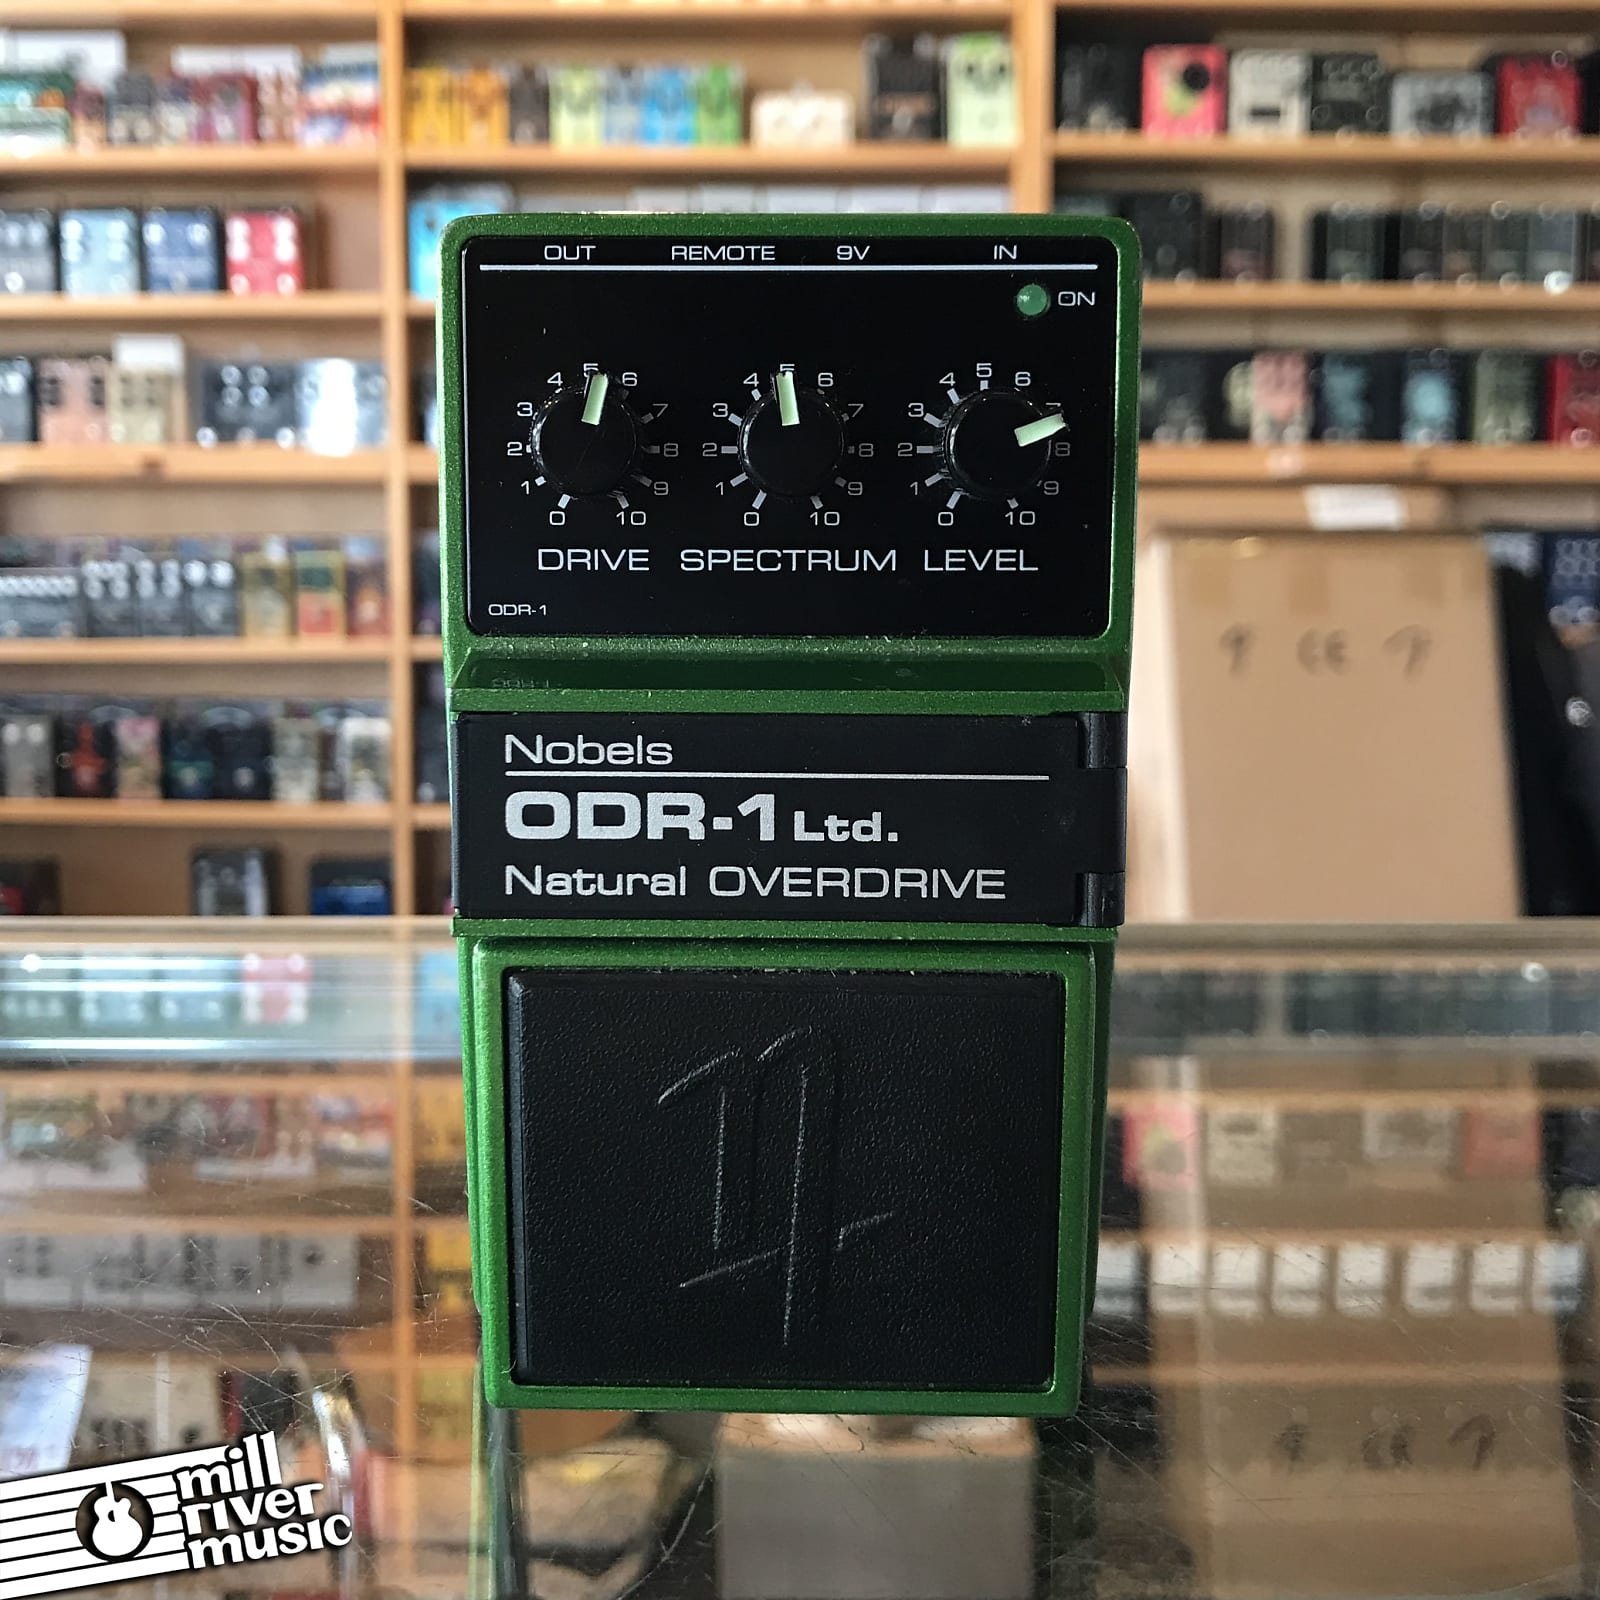 OUT REMOTE 9V IN
ON
4 5 6 4 5 6 4 5 6
3 7 3 7 3 7
2 8 2 8 2 8
1 9 1 9 1 9
0 10 0 10 0 10
DRIVE SPECTRUM LEVEL
ODR-1
Nobels
ODR-1 Ltd.
Natural OVERDRIVE
mill
river
music